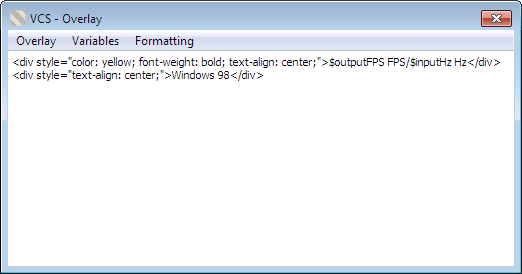 VCS - Overlay
Overlay Variables Formatting
<div style="color: yellow; font-weight: bold; text-align: center;">$outputFPS FPS/$inputHz Hz</div>
<div style="text-align: center;">Windows 98</div>